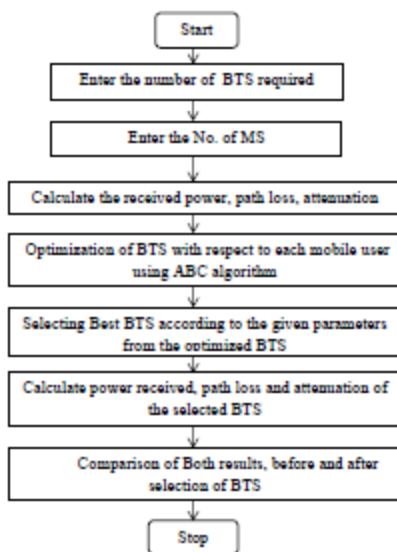 Start
Enter the number of BTS required
Enter the No. of MS
Calculate the received power, path loss, attenuation
Optimization of BTS with respect to each mobile user
using ABC algorithm
Selecting Best BTS according to the given parameters
from the optimized BTS
Calculate power received, path loss and attenuation of
the selected BTS
Comparison of Both results, before and after
selection of BTS
Stop